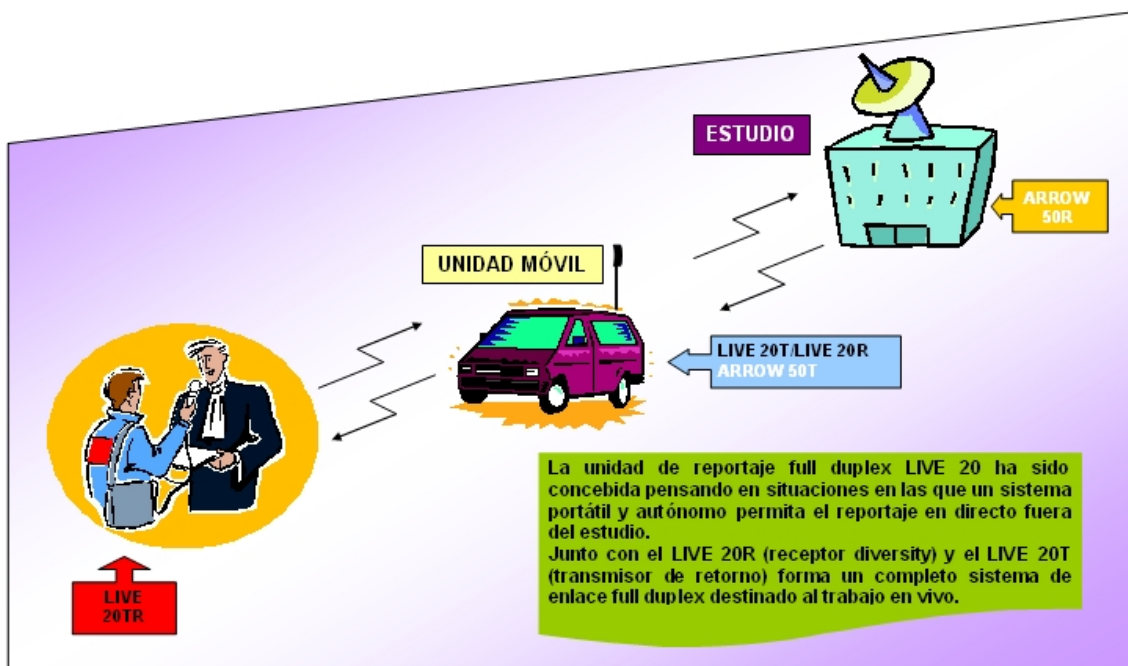 ESTUDIO
ARROW
50R
UNIDAD MÓVIL
LIVE 20T/LIVE 20R
ARROW 50T
La unidad de reportaje full duplex LIVE 20 ha sido
concebida pensando en situaciones en las que un sistema
portátil y autónomo permita el reportaje en directo fuera
del estudio.
Junto con el LIVE 20R (receptor diversity) y el LIVE 20T
(transmisor de retorno) forma un completo sistema de
enlace full duplex destinado al trabajo en vivo.
LIVE
20TR